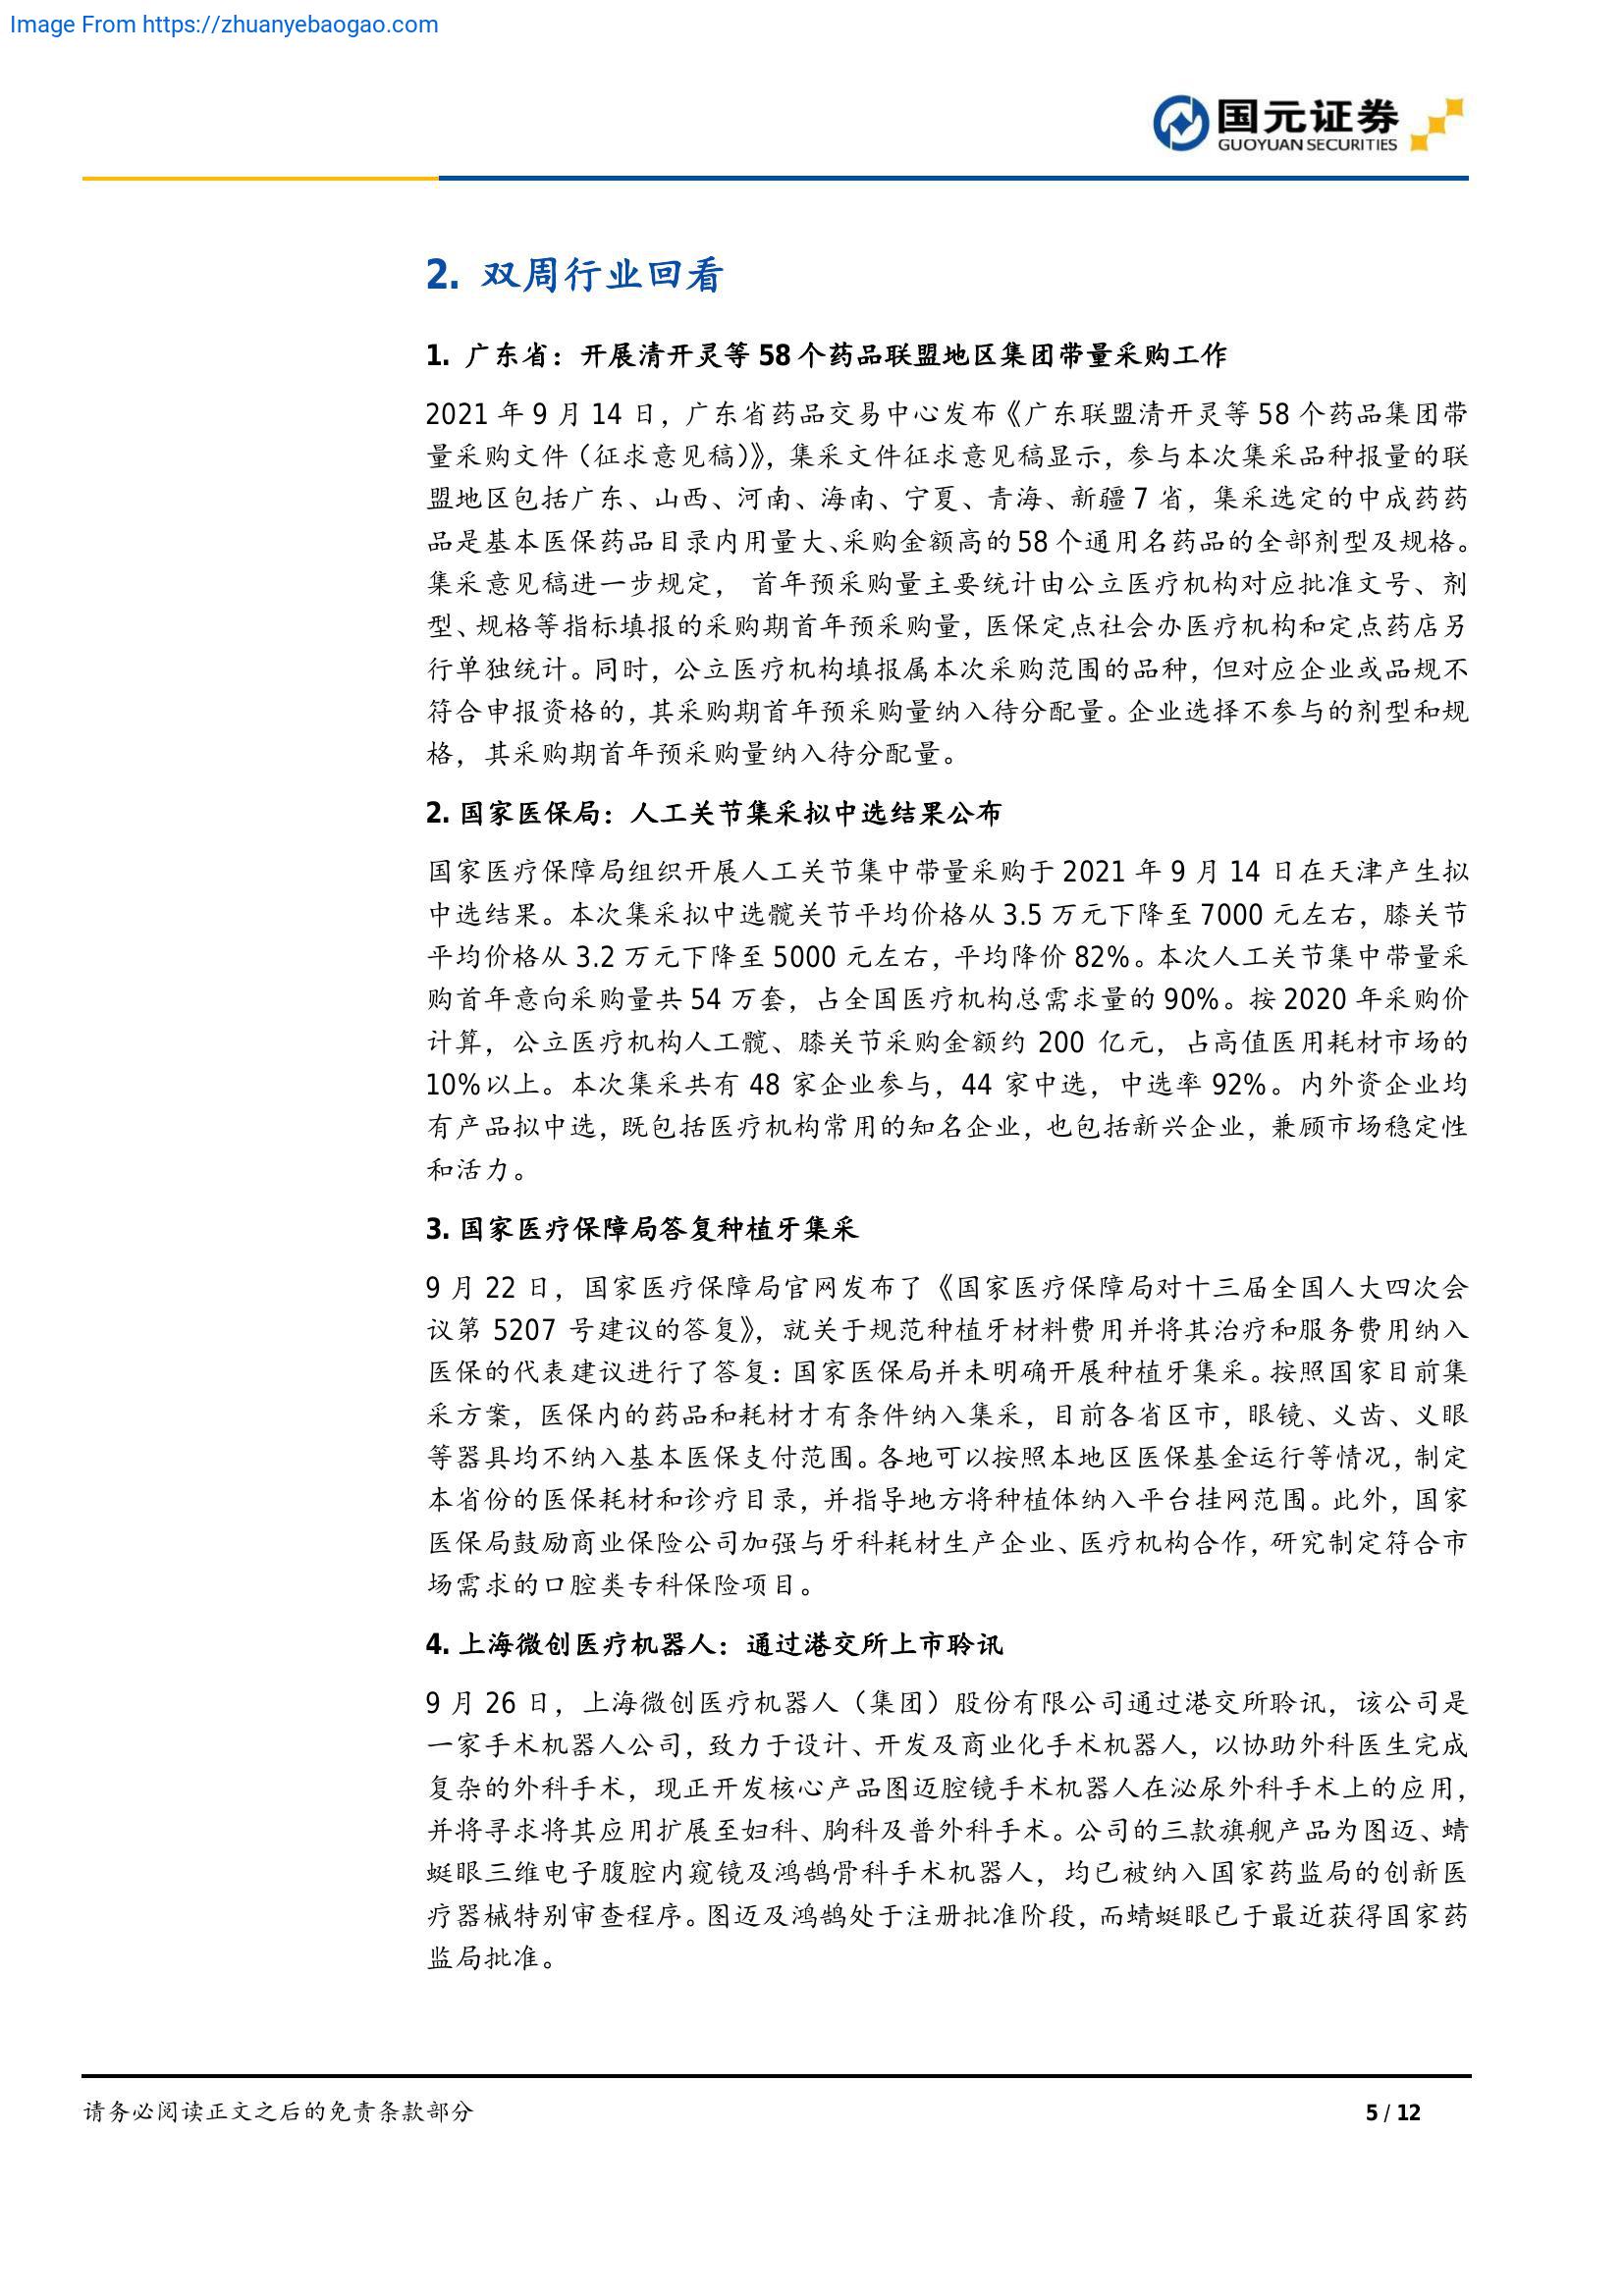 Image From https://zhuanyebaogao.com
国元证券
GUOYUAN SECURITIES
2. 双周行业回看
1. 广东省：开展清开灵等 58 个药品联盟地区集团带量采购工作
2021 年 9 月 14 日，广东省药品交易中心发布《广东联盟清开灵等 58 个药品集团带
量采购文件（征求意见稿）》，集采文件征求意见稿显示，参与本次集采品种报量的联
盟地区包括广东、山西、河南、海南、宁夏、青海、新疆 7 省，集采选定的中成药药
品是基本医保药品目录内用量大、采购金额高的 58 个通用名药品的全部剂型及规格。
集采意见稿进一步规定， 首年预采购量主要统计由公立医疗机构对应批准文号、剂
型、规格等指标填报的采购期首年预采购量，医保定点社会办医疗机构和定点药店另
行单独统计。同时，公立医疗机构填报属本次采购范围的品种，但对应企业或品规不
符合申报资格的，其采购期首年预采购量纳入待分配量。企业选择不参与的剂型和规
格，其采购期首年预采购量纳入待分配量。
2. 国家医保局：人工关节集采拟中选结果公布
国家医疗保障局组织开展人工关节集中带量采购于 2021 年 9 月 14 日在天津产生拟
中选结果。本次集采拟中选髋关节平均价格从 3.5 万元下降至 7000 元左右，膝关节
平均价格从 3.2 万元下降至 5000 元左右，平均降价 82%。本次人工关节集中带量采
购首年意向采购量共 54 万套，占全国医疗机构总需求量的 90%。按 2020 年采购价
计算，公立医疗机构人工髋、膝关节采购金额约 200 亿元，占高值医用耗材市场的
10%以上。本次集采共有 48 家企业参与，44 家中选，中选率 92%。内外资企业均
有产品拟中选，既包括医疗机构常用的知名企业，也包括新兴企业，兼顾市场稳定性
和活力。
3. 国家医疗保障局答复种植牙集采
9 月 22 日，国家医疗保障局官网发布了《国家医疗保障局对十三届全国人大四次会
议第 5207 号建议的答复》，就关于规范种植牙材料费用并将其治疗和服务费用纳入
医保的代表建议进行了答复：国家医保局并未明确开展种植牙集采。按照国家目前集
采方案，医保内的药品和耗材才有条件纳入集采，目前各省区市，眼镜、义齿、义眼
等器具均不纳入基本医保支付范围。各地可以按照本地区医保基金运行等情况，制定
本省份的医保耗材和诊疗目录，并指导地方将种植体纳入平台挂网范围。此外，国家
医保局鼓励商业保险公司加强与牙科耗材生产企业、医疗机构合作，研究制定符合市
场需求的口腔类专科保险项目。
4. 上海微创医疗机器人：通过港交所上市聆讯
9 月 26 日，上海微创医疗机器人（集团）股份有限公司通过港交所聆讯，该公司是
一家手术机器人公司，致力于设计、开发及商业化手术机器人，以协助外科医生完成
复杂的外科手术，现正开发核心产品图迈腔镜手术机器人在泌尿外科手术上的应用，
并将寻求将其应用扩展至妇科、胸科及普外科手术。公司的三款旗舰产品为图迈、蜻
蜓眼三维电子腹腔内窥镜及鸿鹄骨科手术机器人，均已被纳入国家药监局的创新医
疗器械特别审查程序。图迈及鸿鹄处于注册批准阶段，而蜻蜓眼已于最近获得国家药
监局批准。
请务必阅读正文之后的免责条款部分
5 / 12